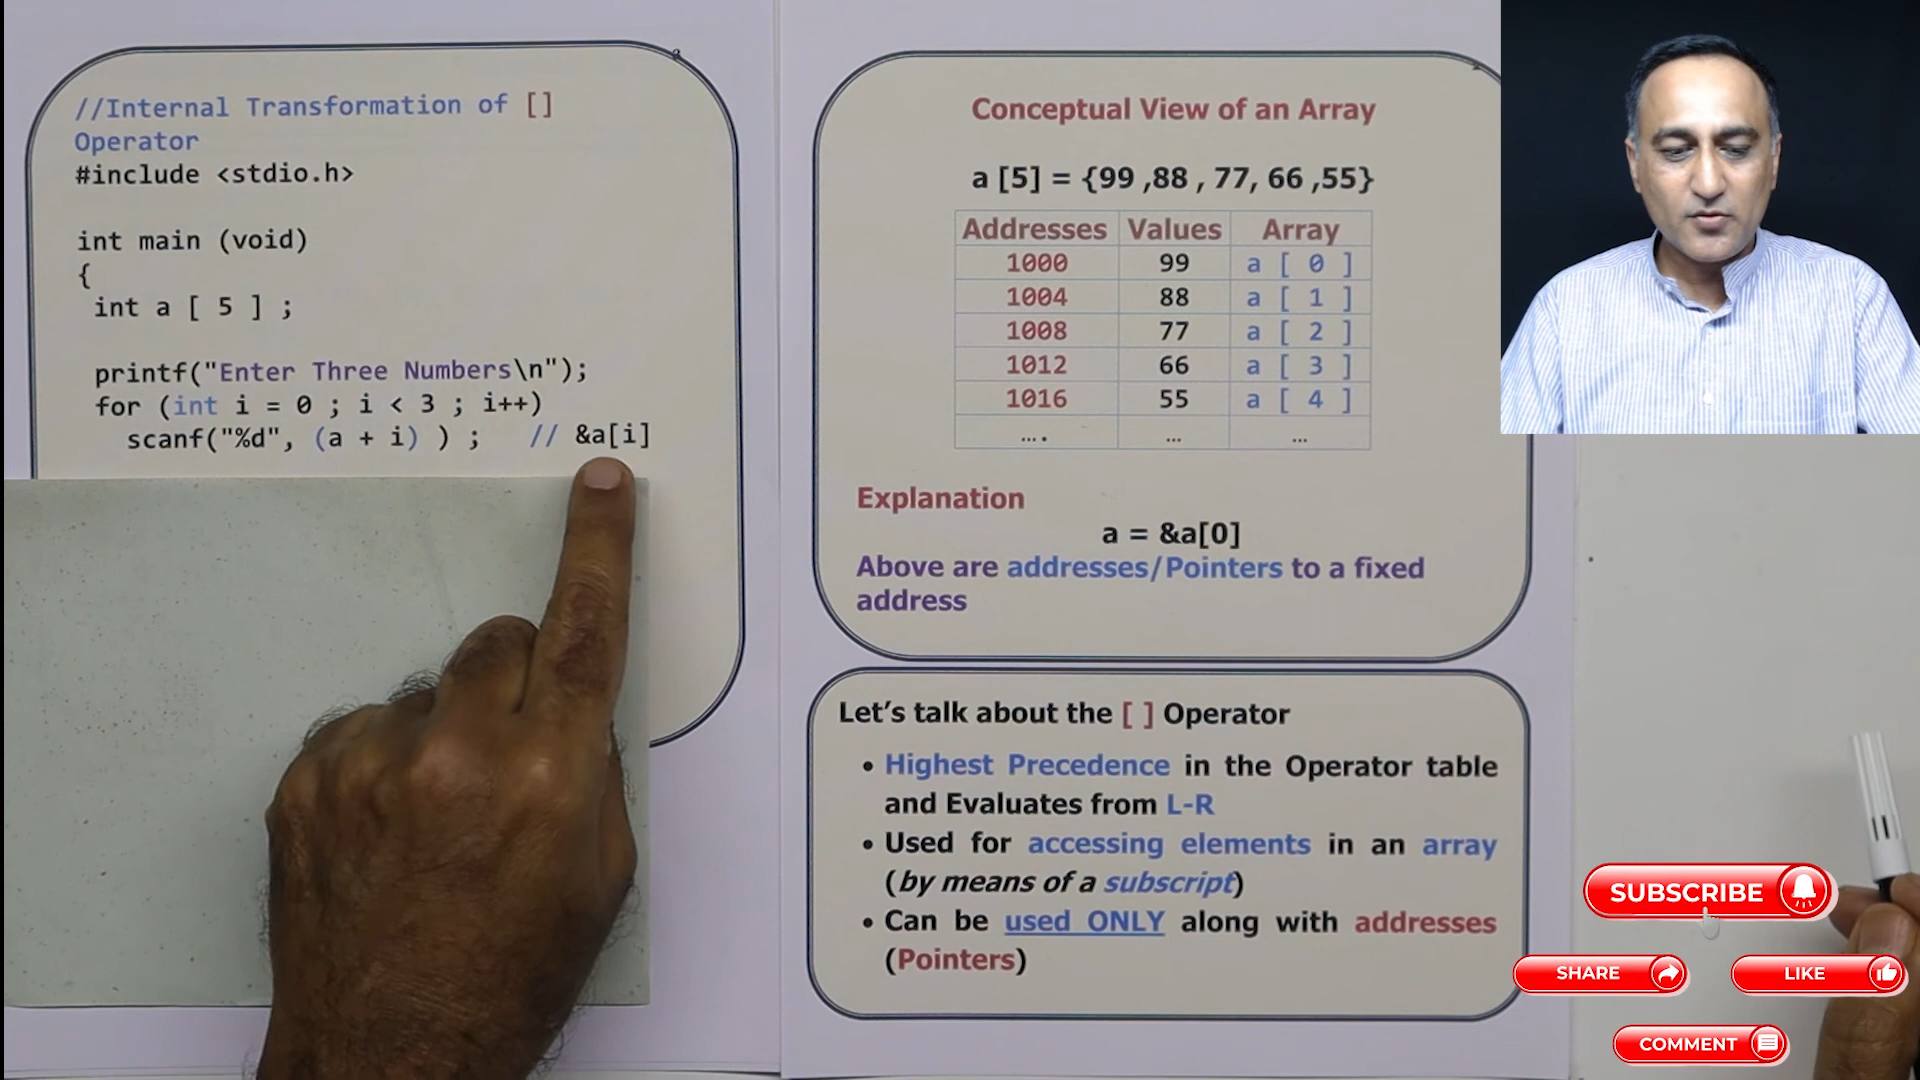 //Internal Transformation of []
Operator
#include <stdio.h>
int main (void)
{
int a [ 5 ] ;
printf("Enter Three Numbers\n");
for (int i = 0 ; i < 3 ; i++)
scanf("%d", (a + i) ) ; // &a[i]
Conceptual View of an Array
a [5] = {99 ,88 , 77, 66 ,55}
Addresses Values Array
1000 99 a [ 0 ]
1004 88 a [ 1 ]
1008 77 a [ 2 ]
1012 66 a [ 3 ]
1016 55 a [ 4 ]
…. … …
Explanation
a = &a[0]
Above are addresses/Pointers to a fixed
address
Let’s talk about the [ ] Operator
• Highest Precedence in the Operator table
and Evaluates from L-R
• Used for accessing elements in an array
(by means of a subscript)
• Can be used ONLY along with addresses
(Pointers)
SUBSCRIBE
SHARE LIKE
COMMENT